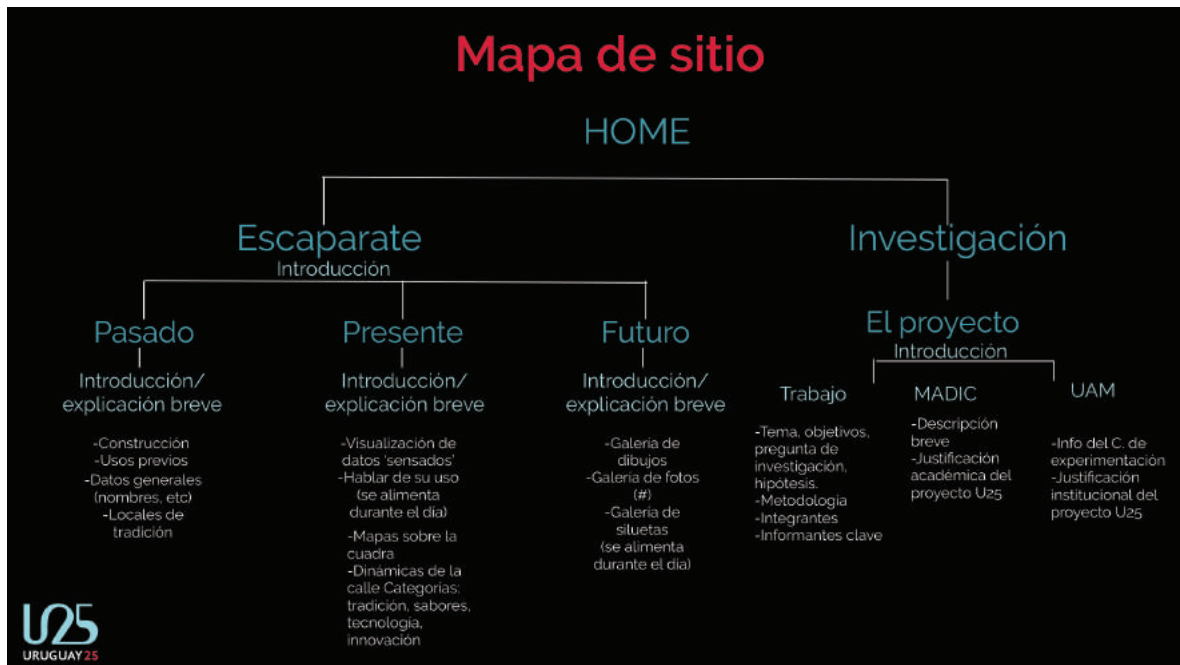 Mapa de sitio
HOME
Escaparate
Introducción
Pasado
Introducción/
explicación breve
-Construcción
-Usos previos
-Datos generales
(nombres, etc)
-Locales de
tradición
Presente
Introducción/
explicación breve
-Visualización de
datos 'sensados'
-Hablar de su uso
(se alimenta
durante el día)
-Mapas sobre la
cuadra
-Dinámicas de la
calle Categorías:
tradición, sabores,
tecnología,
innovación
Futuro
Introducción/
explicación breve
-Galería de
dibujos
-Galería de fotos
(#)
-Galería de
siluetas
(se alimenta
durante el día)
Investigación
El proyecto
Introducción
Trabajo
-Tema, objetivos,
pregunta de
investigación,
hipótesis.
-Metodología
-Integrantes
-Informantes clave
MADIC
-Descripción
breve
-Justificación
académica del
proyecto U25
UAM
-Info del C. de
experimentación
-Justificación
institucional del
proyecto U25
U25
URUGUAY25